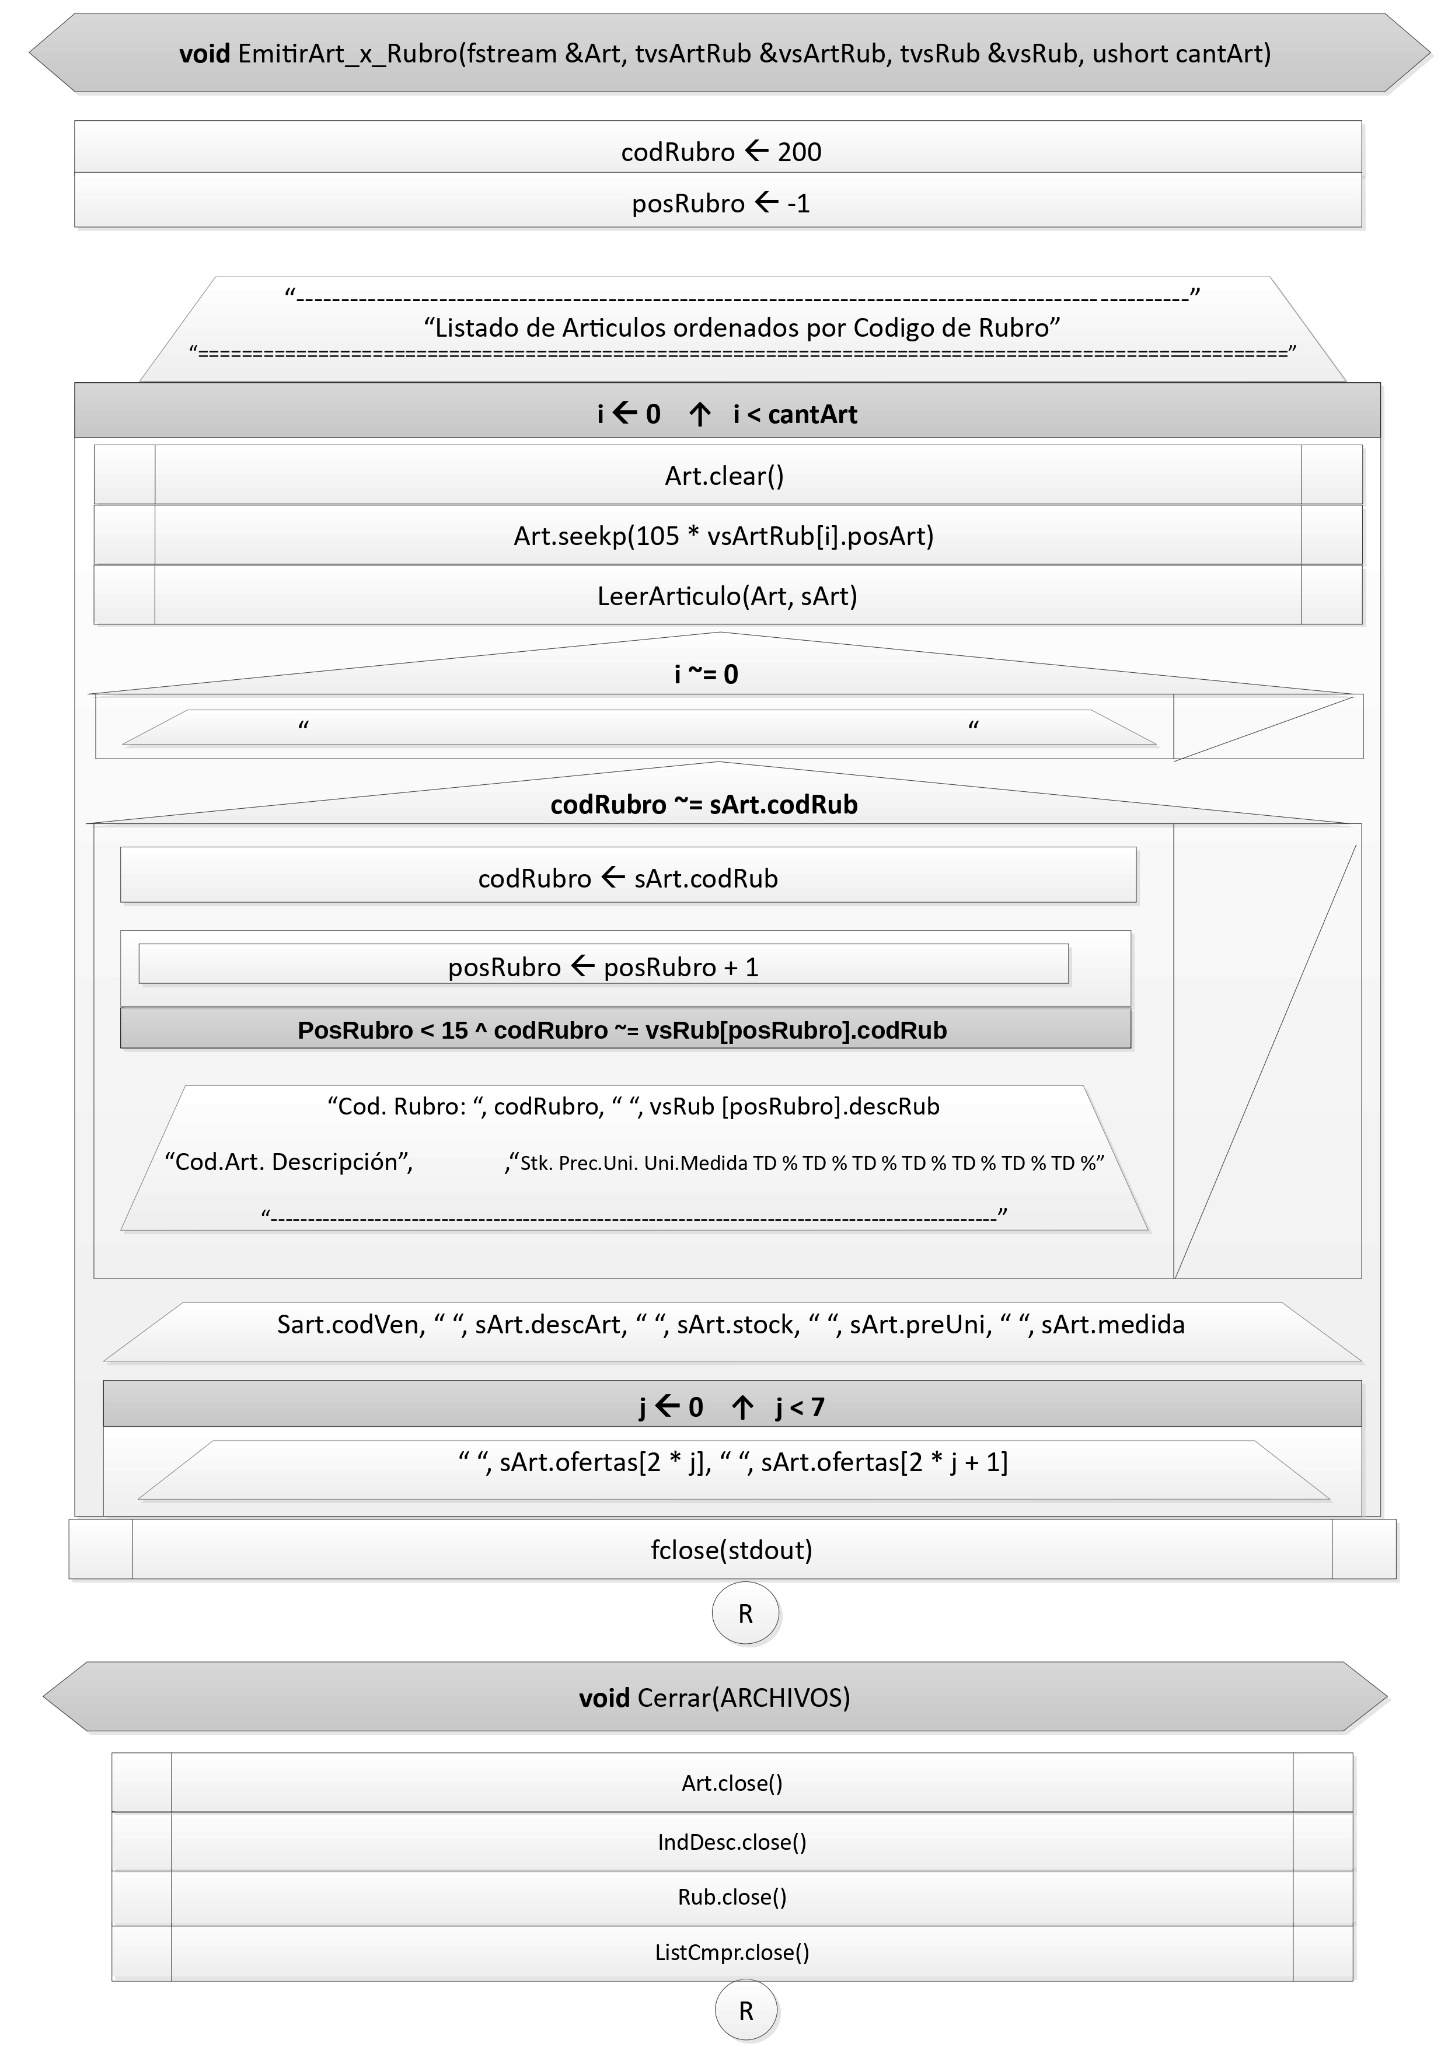 void EmitirArt_x_Rubro(fstream &Art, tvsArtRub &vsArtRub, tvsRub &vsRub, ushort cantArt)
codRubro ← 200
posRubro ← -1
“----------------------------------------------------------------------------------------------------”
“Listado de Articulos ordenados por Codigo de Rubro”
“====================================================================================================”
i ← 0 ↑ i < cantArt
Art.clear()
Art.seekp(105 * vsArtRub[i].posArt)
LeerArticulo(Art, sArt)
i ~= 0
“ “
codRubro ~= sArt.codRub
codRubro ← sArt.codRub
posRubro ← posRubro + 1
PosRubro < 15 ^ codRubro ~= vsRub[posRubro].codRub
“Cod. Rubro: “, codRubro, “ “, vsRub [posRubro].descRub
“Cod.Art. Descripción”, ,“Stk. Prec.Uni. Uni.Medida TD % TD % TD % TD % TD % TD % TD %”
“----------------------------------------------------------------------------------------------------”
Sart.codVen, “ “, sArt.descArt, “ “, sArt.stock, “ “, sArt.preUni, “ “, sArt.medida
j ← 0 ↑ j < 7
“ “, sArt.ofertas[2 * j], “ “, sArt.ofertas[2 * j + 1]
fclose(stdout)
R
void Cerrar(ARCHIVOS)
Art.close()
IndDesc.close()
Rub.close()
ListCmpr.close()
R